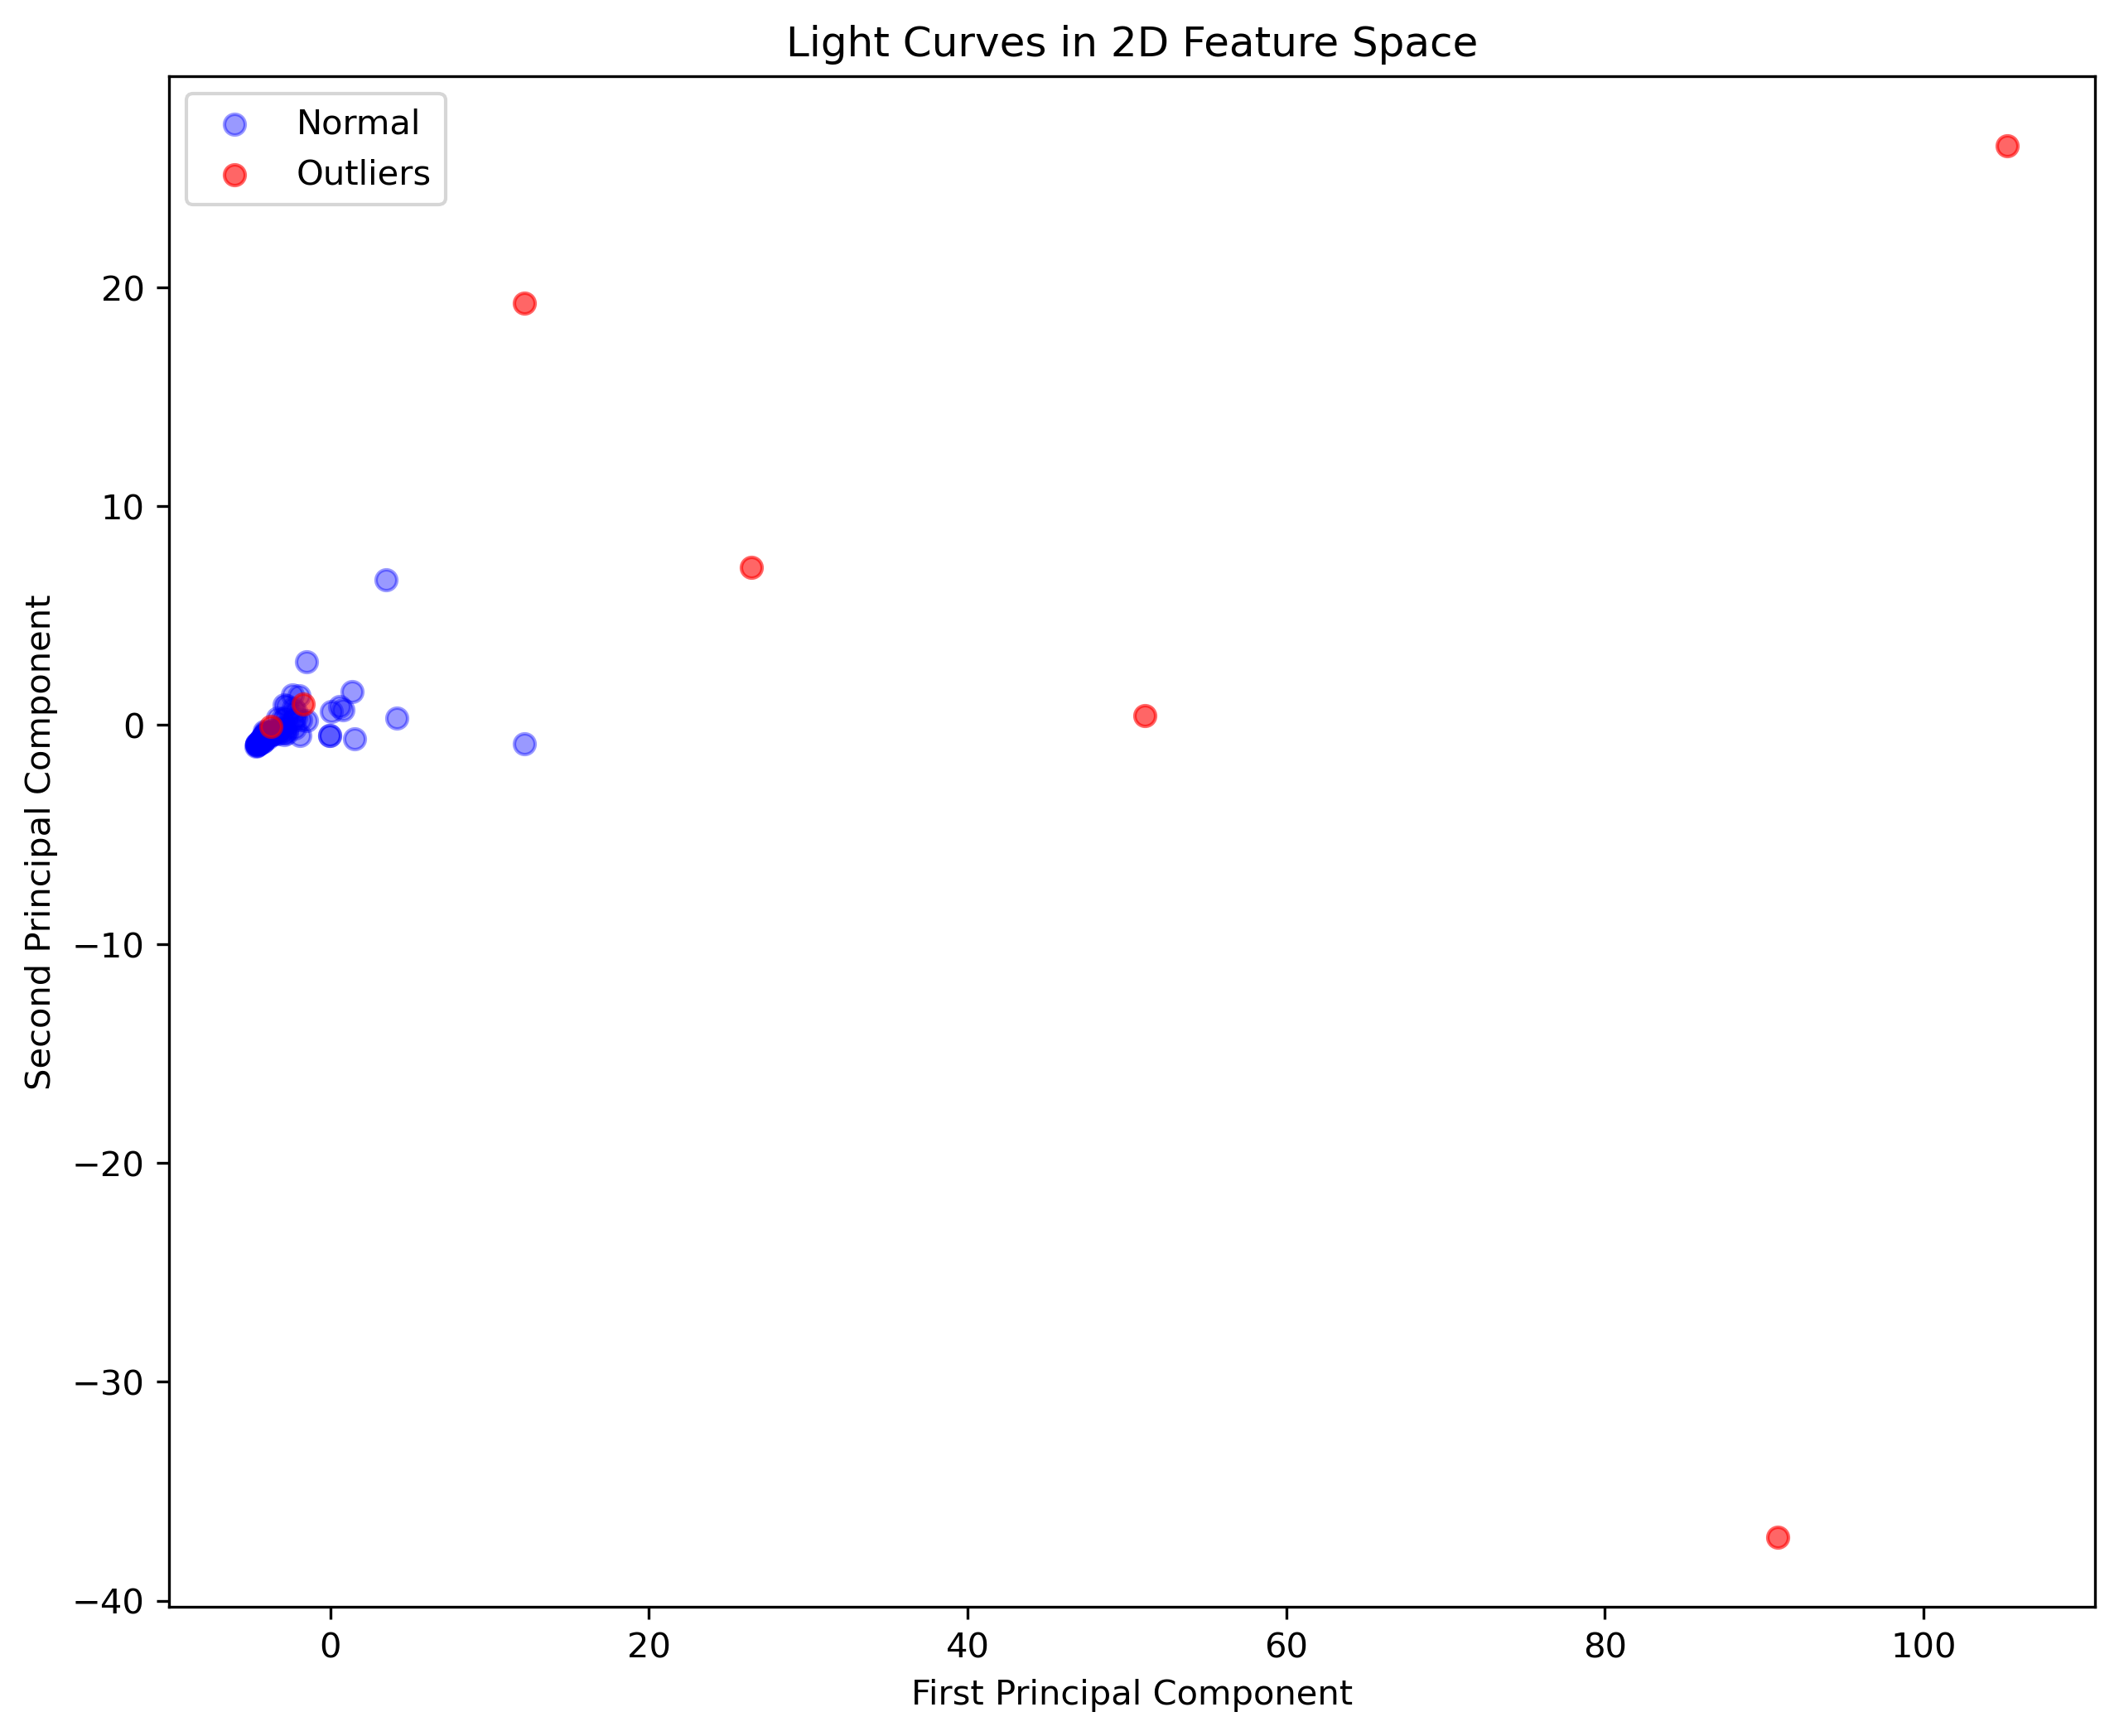 Light Curves in 2D Feature Space
Normal
Outliers
20
10
0
−10
−20
−30
−40
Second Principal Component
0
20
40
60
80
100
First Principal Component